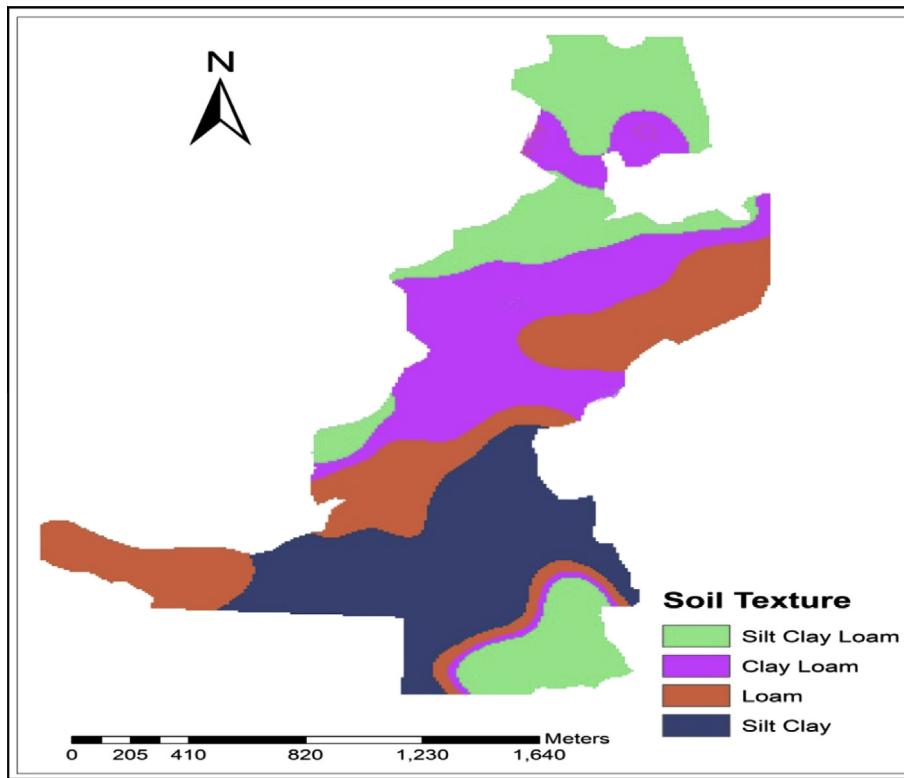 N
Soil Texture
Silt Clay Loam
Clay Loam
Loam
Silt Clay
Meters
0 205 410 820 1,230 1,640